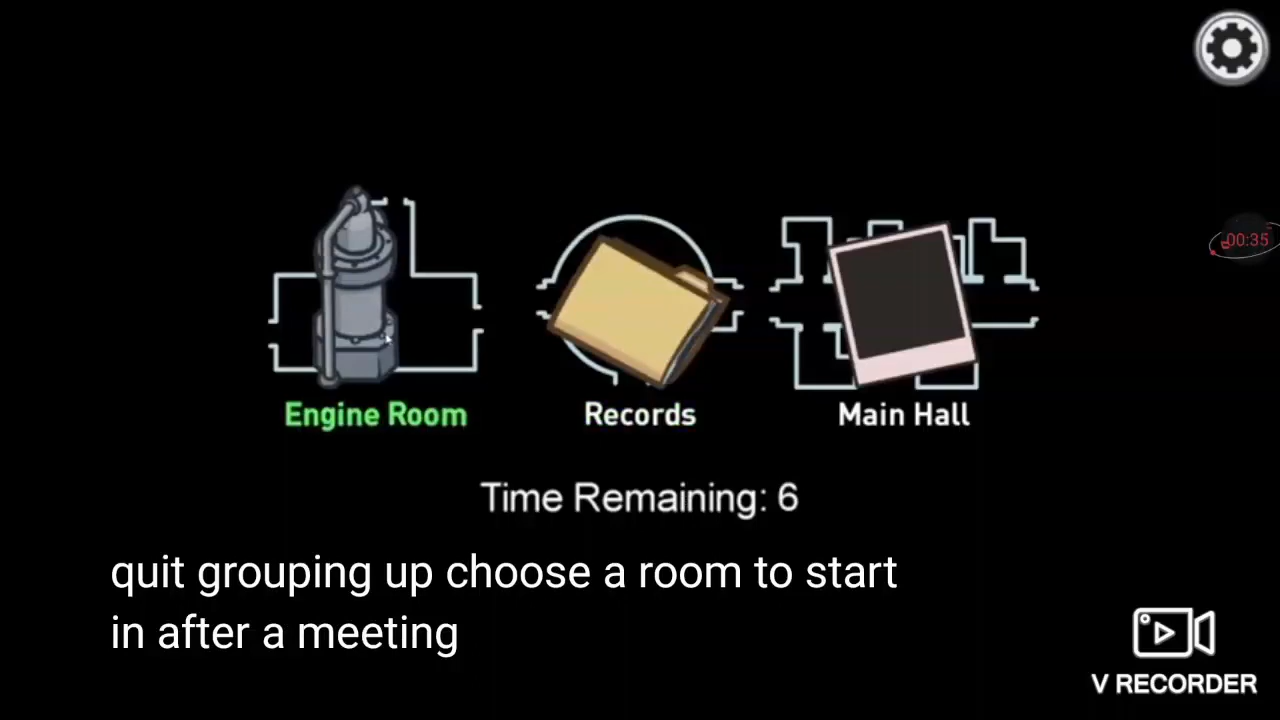 00:35
Engine Room
Records
Main Hall
Time Remaining: 6
quit grouping up choose a room to start
in after a meeting
V RECORDER